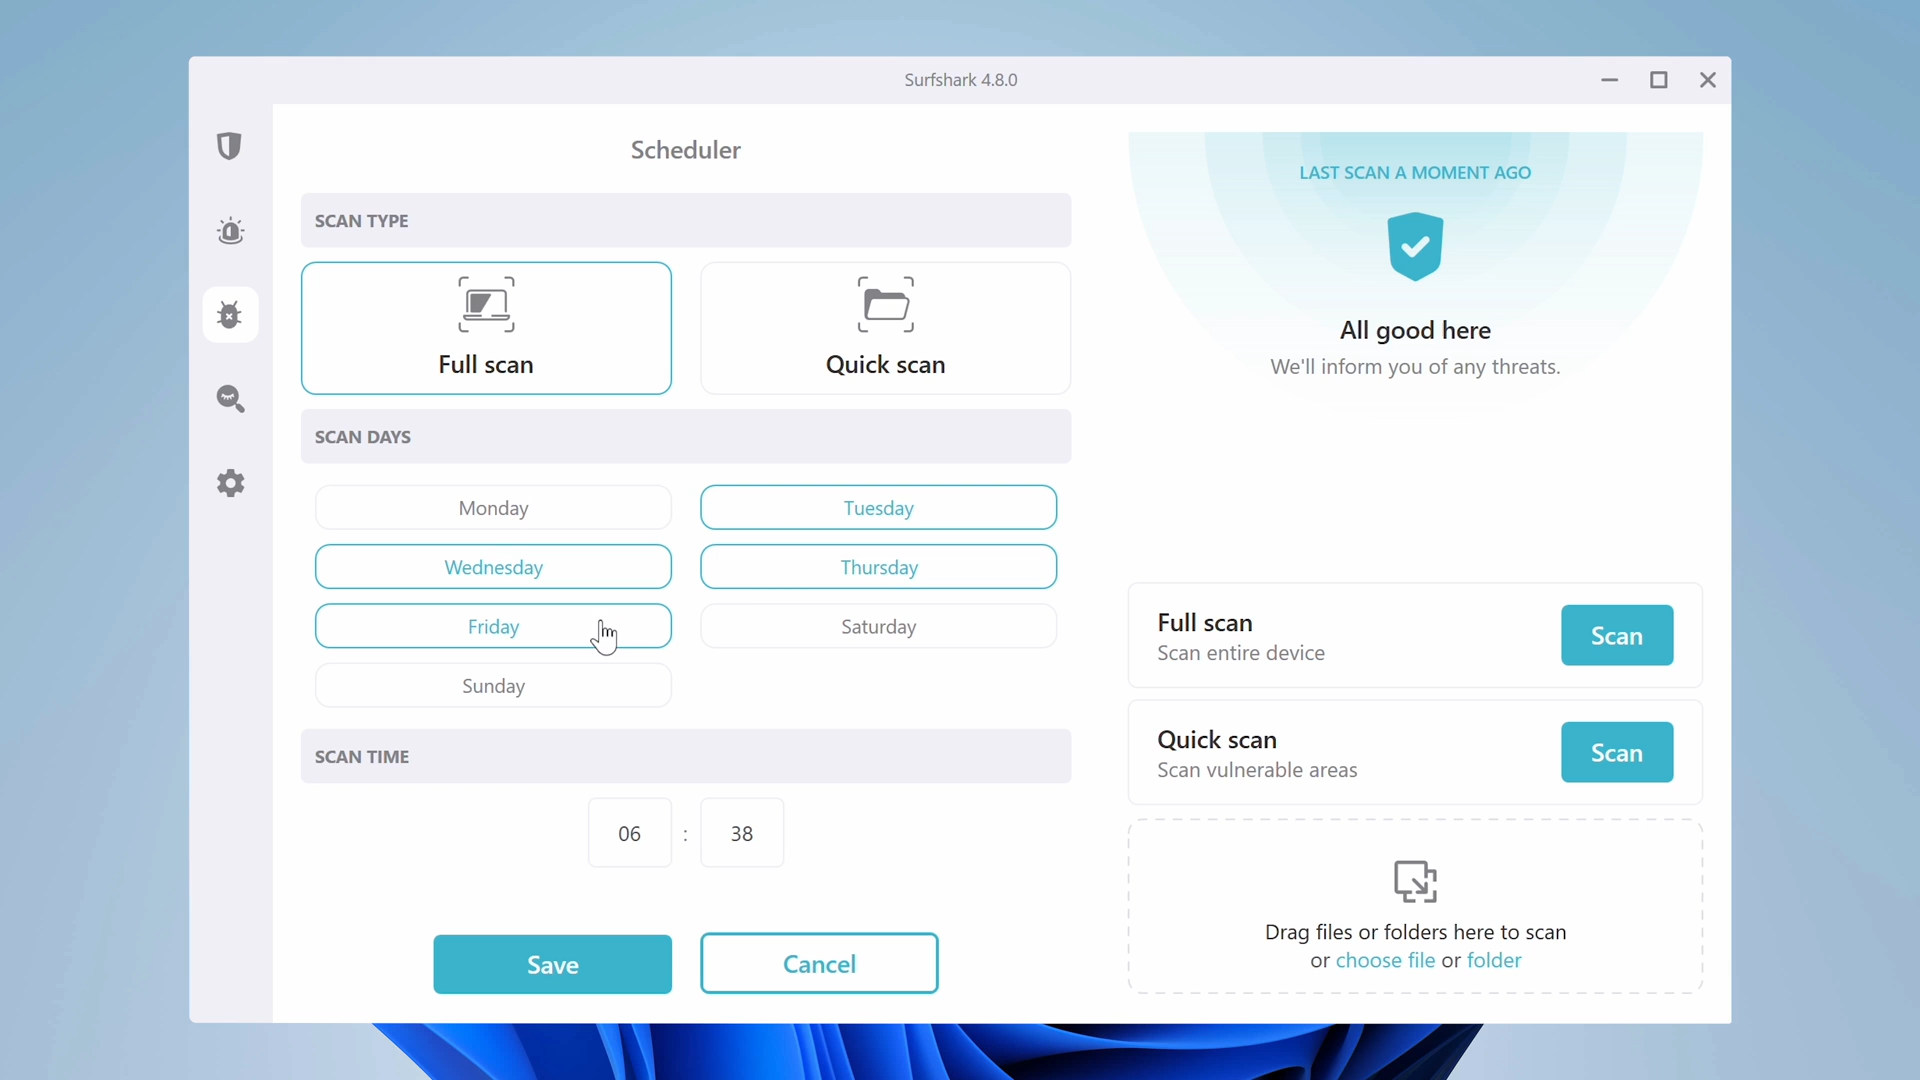 Surfshark 4.8.0
Scheduler
SCAN TYPE
Full scan
Quick scan
SCAN DAYS
Monday
Tuesday
Wednesday
Thursday
Friday
Saturday
Sunday
SCAN TIME
06 : 38
Save
Cancel
LAST SCAN A MOMENT AGO
All good here
We'll inform you of any threats.
Full scan
Scan entire device
Scan
Quick scan
Scan vulnerable areas
Scan
Drag files or folders here to scan
or choose file or folder